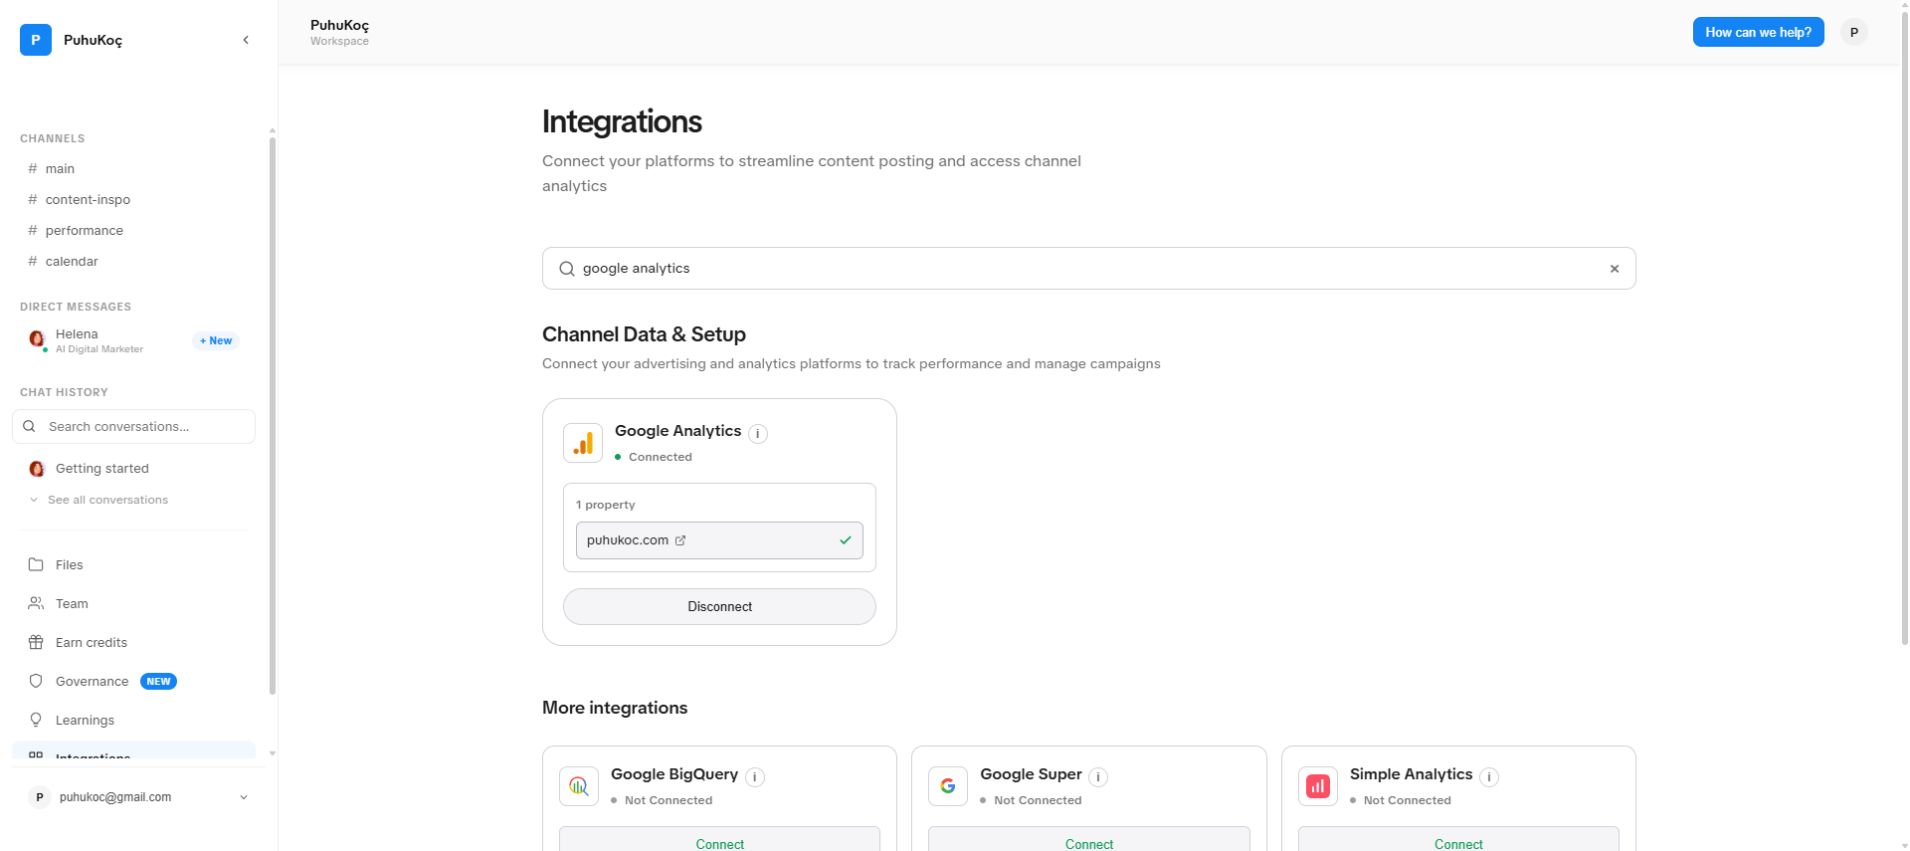 P
PuhuKoç
CHANNELS
# main
# content-inspo
# performance
# calendar
DIRECT MESSAGES
Helena
AI Digital Marketer
+ New
CHAT HISTORY
Search conversations...
Getting started
See all conversations
Files
Team
Earn credits
Governance NEW
Learnings
Integrations
P puhukoc@gmail.com
PuhuKoç
Workspace
How can we help?
P
Integrations
Connect your platforms to streamline content posting and access channel
analytics
google analytics
Channel Data & Setup
Connect your advertising and analytics platforms to track performance and manage campaigns
Google Analytics i
Connected
1 property
puhukoc.com
Disconnect
More integrations
Google BigQuery i
Not Connected
Connect
Google Super i
Not Connected
Connect
Simple Analytics i
Not Connected
Connect